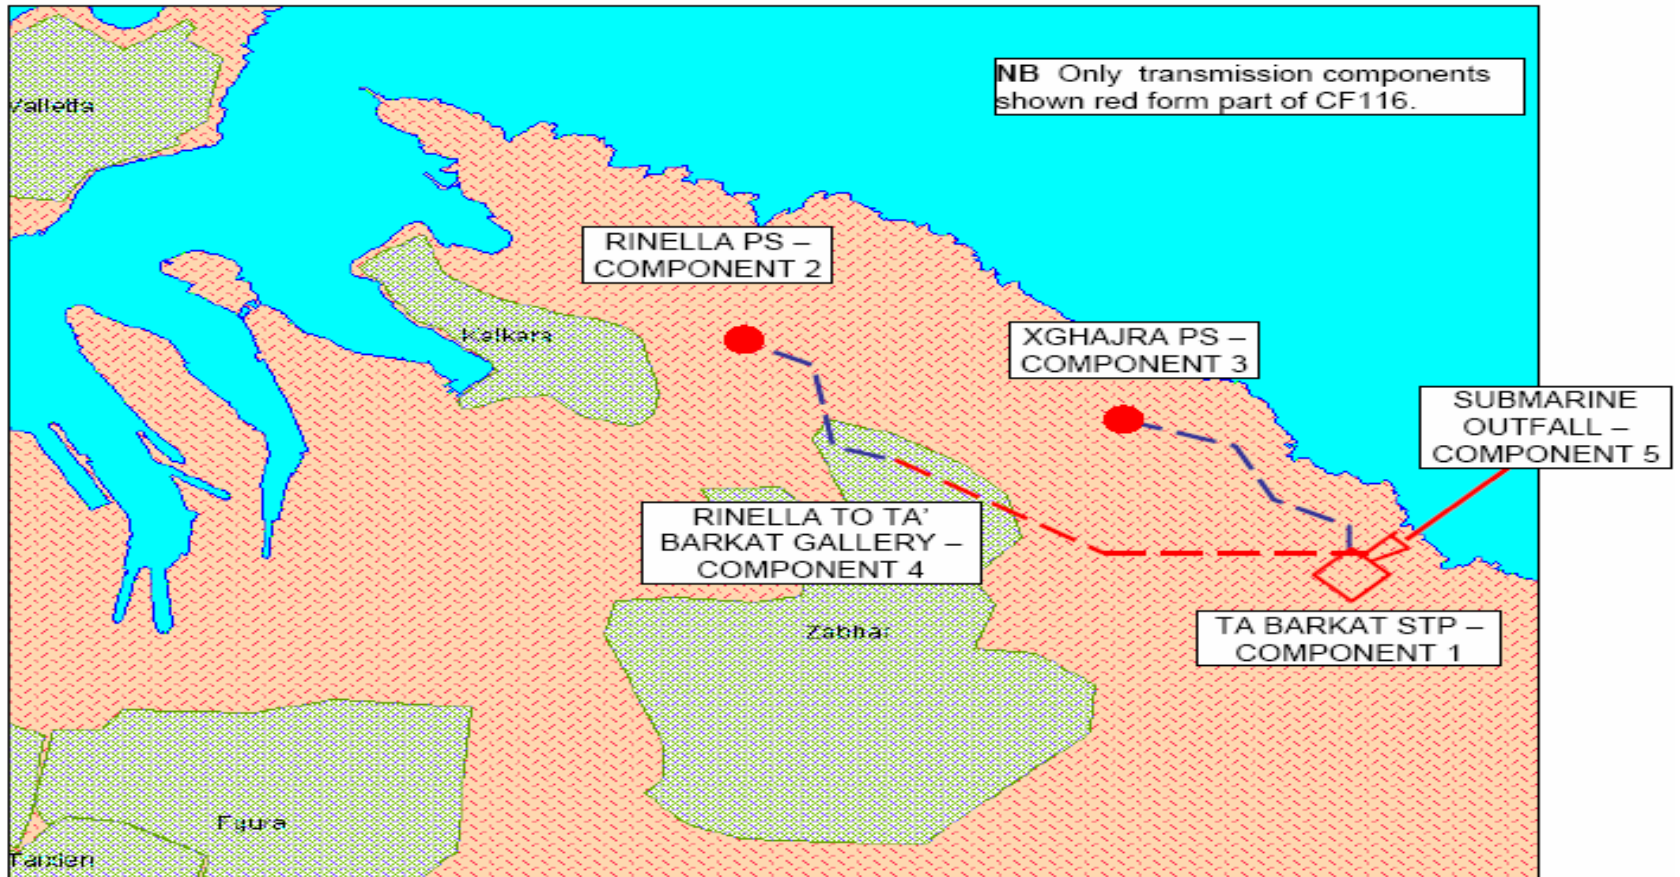 NB Only transmission components
shown red form part of CF116.
Valletta
RINELLA PS –
COMPONENT 2
Kalkara
XGHAJRA PS –
COMPONENT 3
SUBMARINE
OUTFALL –
COMPONENT 5
RINELLA TO TA’
BARKAT GALLERY –
COMPONENT 4
TA BARKAT STP –
COMPONENT 1
Zabbar
Fgura
Tarxien